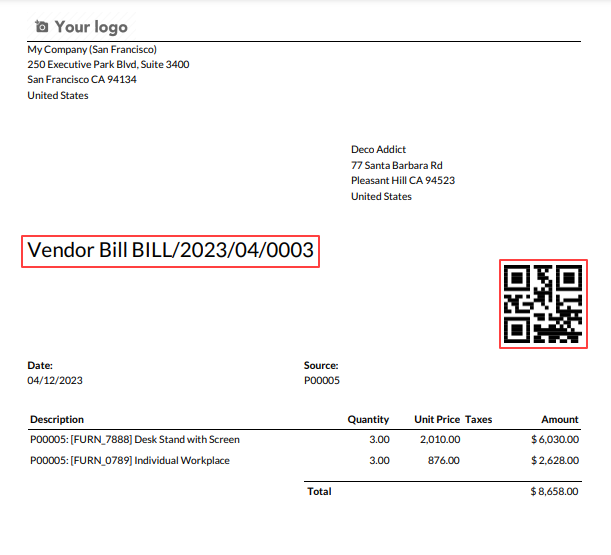 Your logo
My Company (San Francisco)
250 Executive Park Blvd, Suite 3400
San Francisco CA 94134
United States
Deco Addict
77 Santa Barbara Rd
Pleasant Hill CA 94523
United States
Vendor Bill BILL/2023/04/0003
Date: Source:
04/12/2023 P00005
Description Quantity Unit Price Taxes Amount
P00005: [FURN_7888] Desk Stand with Screen 3.00 2,010.00 $ 6,030.00
P00005: [FURN_0789] Individual Workplace 3.00 876.00 $ 2,628.00
Total $ 8,658.00